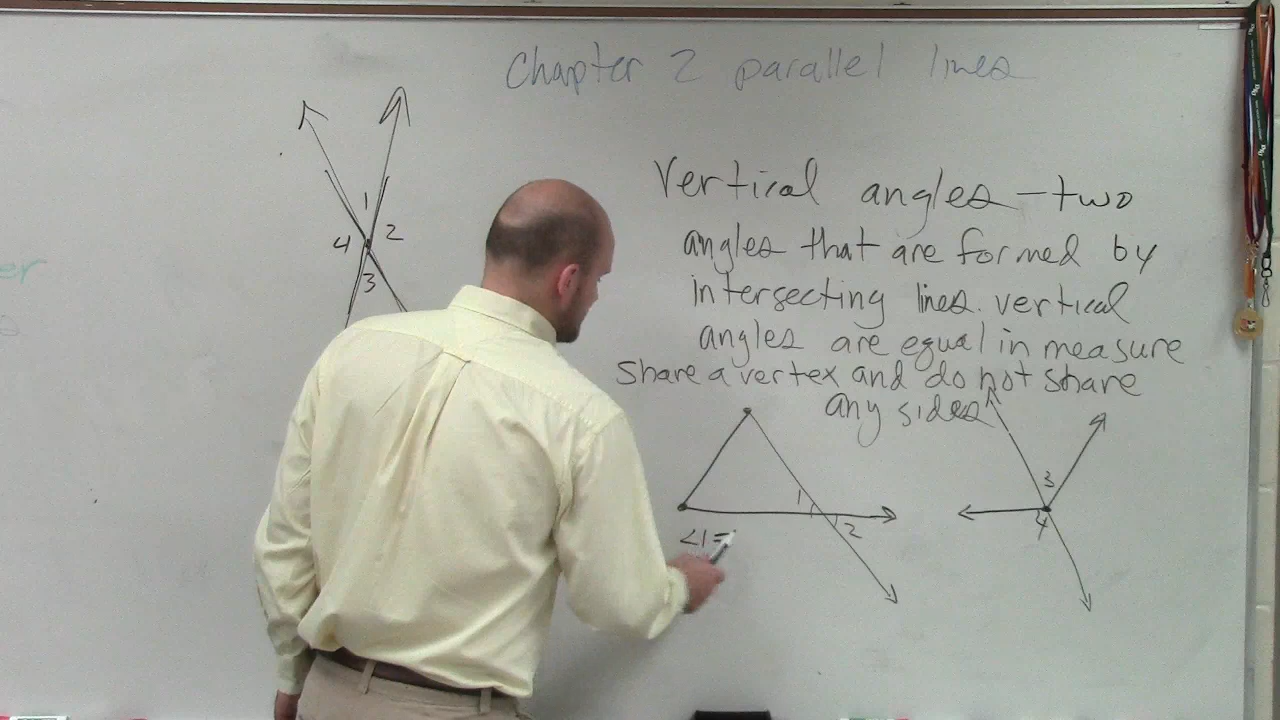 Chapter 2 parallel lines
er
1
2
4
3
Vertical angles - two
angles that are formed by
intersecting lines. vertical
angles are equal in measure
Share a vertex and do not share
any sides
1
2
<1=
3
4